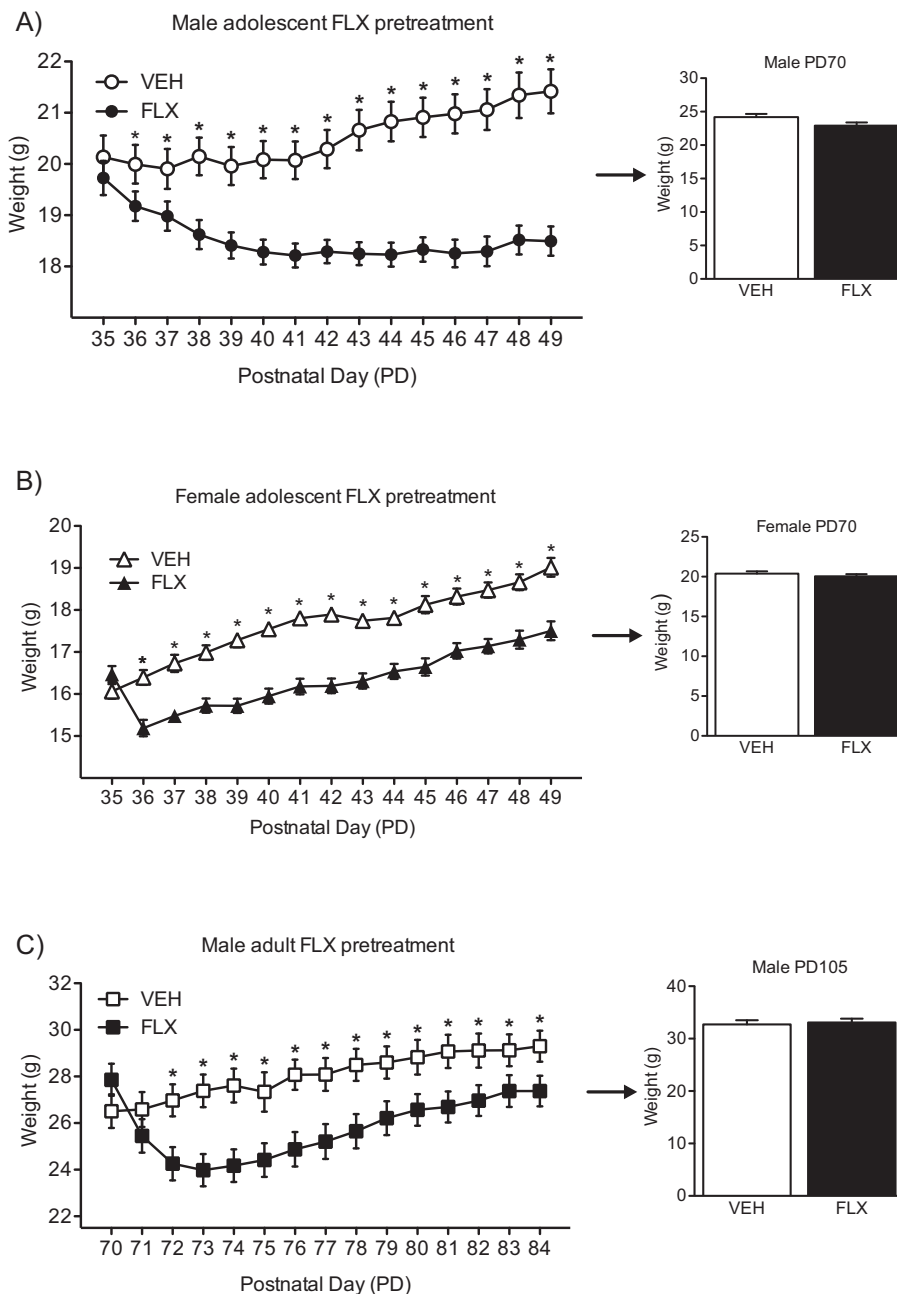 A)
Male adolescent FLX pretreatment
VEH
FLX
Weight (g)
22
21
20
19
18
* * * * * * * * * * * * * *
35 36 37 38 39 40 41 42 43 44 45 46 47 48 49
Postnatal Day (PD)
Male PD70
Weight (g)
30
25
20
15
10
5
0
VEH FLX
B)
Female adolescent FLX pretreatment
VEH
FLX
Weight (g)
20
19
18
17
16
15
* * * * * * * * * * * * * *
35 36 37 38 39 40 41 42 43 44 45 46 47 48 49
Postnatal Day (PD)
Female PD70
Weight (g)
25
20
15
10
5
0
VEH FLX
C)
Male adult FLX pretreatment
VEH
FLX
Weight (g)
32
30
28
26
24
22
* * * * * * * * * * * * *
70 71 72 73 74 75 76 77 78 79 80 81 82 83 84
Postnatal Day (PD)
Male PD105
Weight (g)
40
30
20
10
0
VEH FLX